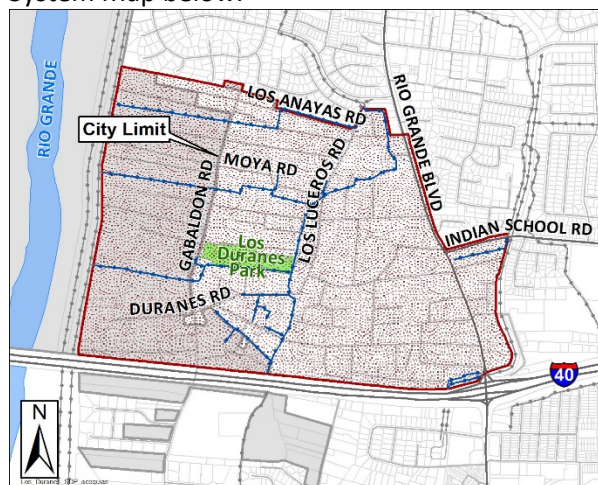 System Map below.
RIO GRANDE
City Limit
LOS ANAYAS RD
RIO GRANDE BLVD
MOYA RD
GABALDON RD
LOS LUCEROS RD
INDIAN SCHOOL RD
Los
Duranes
Park
DURANES RD
40
N
Los_Duranes_SDP_acequias